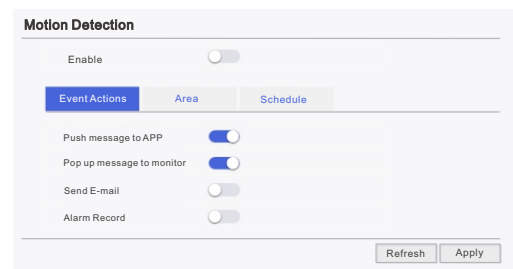 Motion Detection
Enable
Event Actions Area Schedule
Push message to APP
Pop up message to monitor
Send E-mail
Alarm Record
Refresh Apply